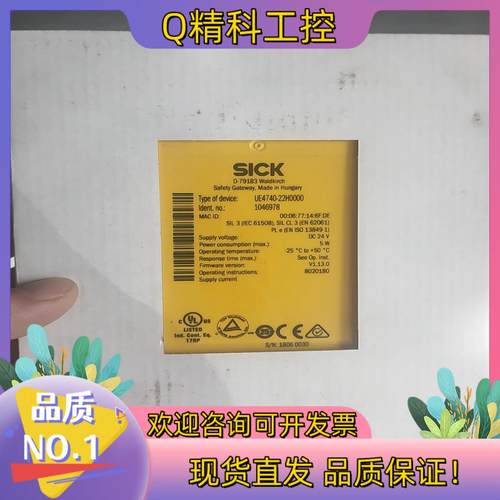 Q精科工控
SICK
D-79183 Waldkirch
Safety Gateway, Made in Hungary
Type of device: UE4740-22H0000
Ident. no.: 1046978
MAC ID: 00:06:77:14:6F:DE
SIL 3 (IEC 61508), SIL CL 3 (EN 62061)
PL e (EN ISO 13849-1)
Supply voltage: DC 24 V
Power consumption (max.): 5 W
Operating temperature: -25 °C to +50 °C
Response time (max.): See Op. Inst.
Firmware version: V1.13.0
Operating instructions: 8020180
Supply current
C UL US
LISTED
Ind. Cont. Eq.
17RP
25
S/N: 1806 0030
品质
NO.1
欢迎咨询可开发票
现货直发 品质保证!